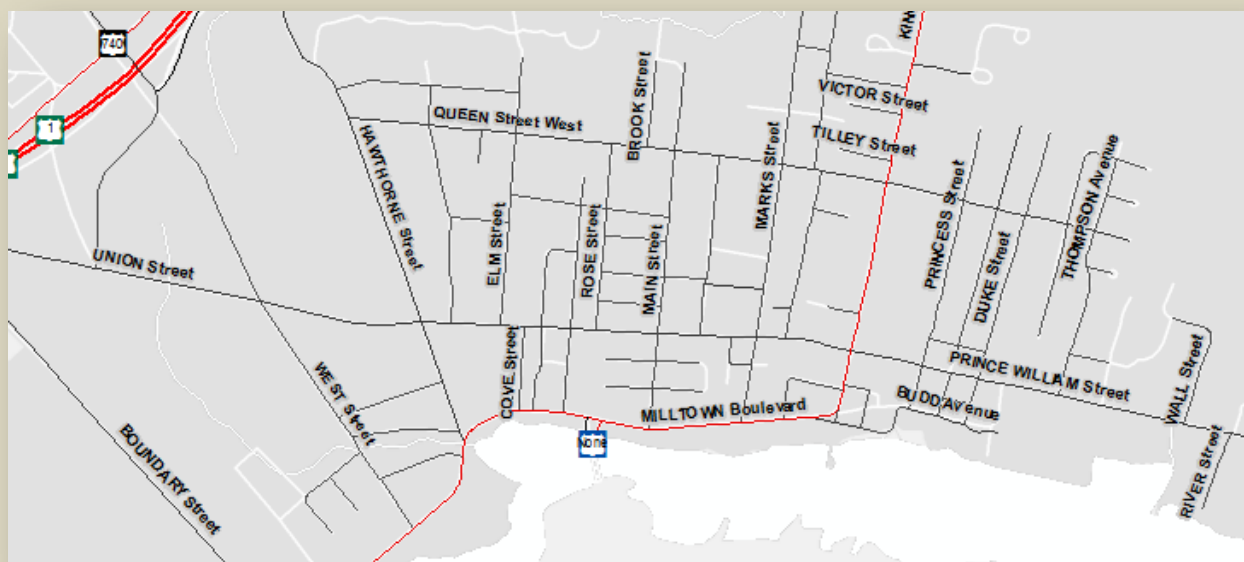 KIN
740
VICTOR Street
BROOK Street
QUEEN Street West
1
TILLEY Street
MARKS Street
HAWTHORNE Street
THOMPSON Avenue
PRINCESS Street
ELM Street
ROSE Street
MAIN Street
DUKE Street
UNION Street
COVE Street
PRINCE WILLIAM Street
WALL Street
WEST Street
MILLTOWN Boulevard
BUDD Avenue
None
BOUNDARY Street
RIVER Street